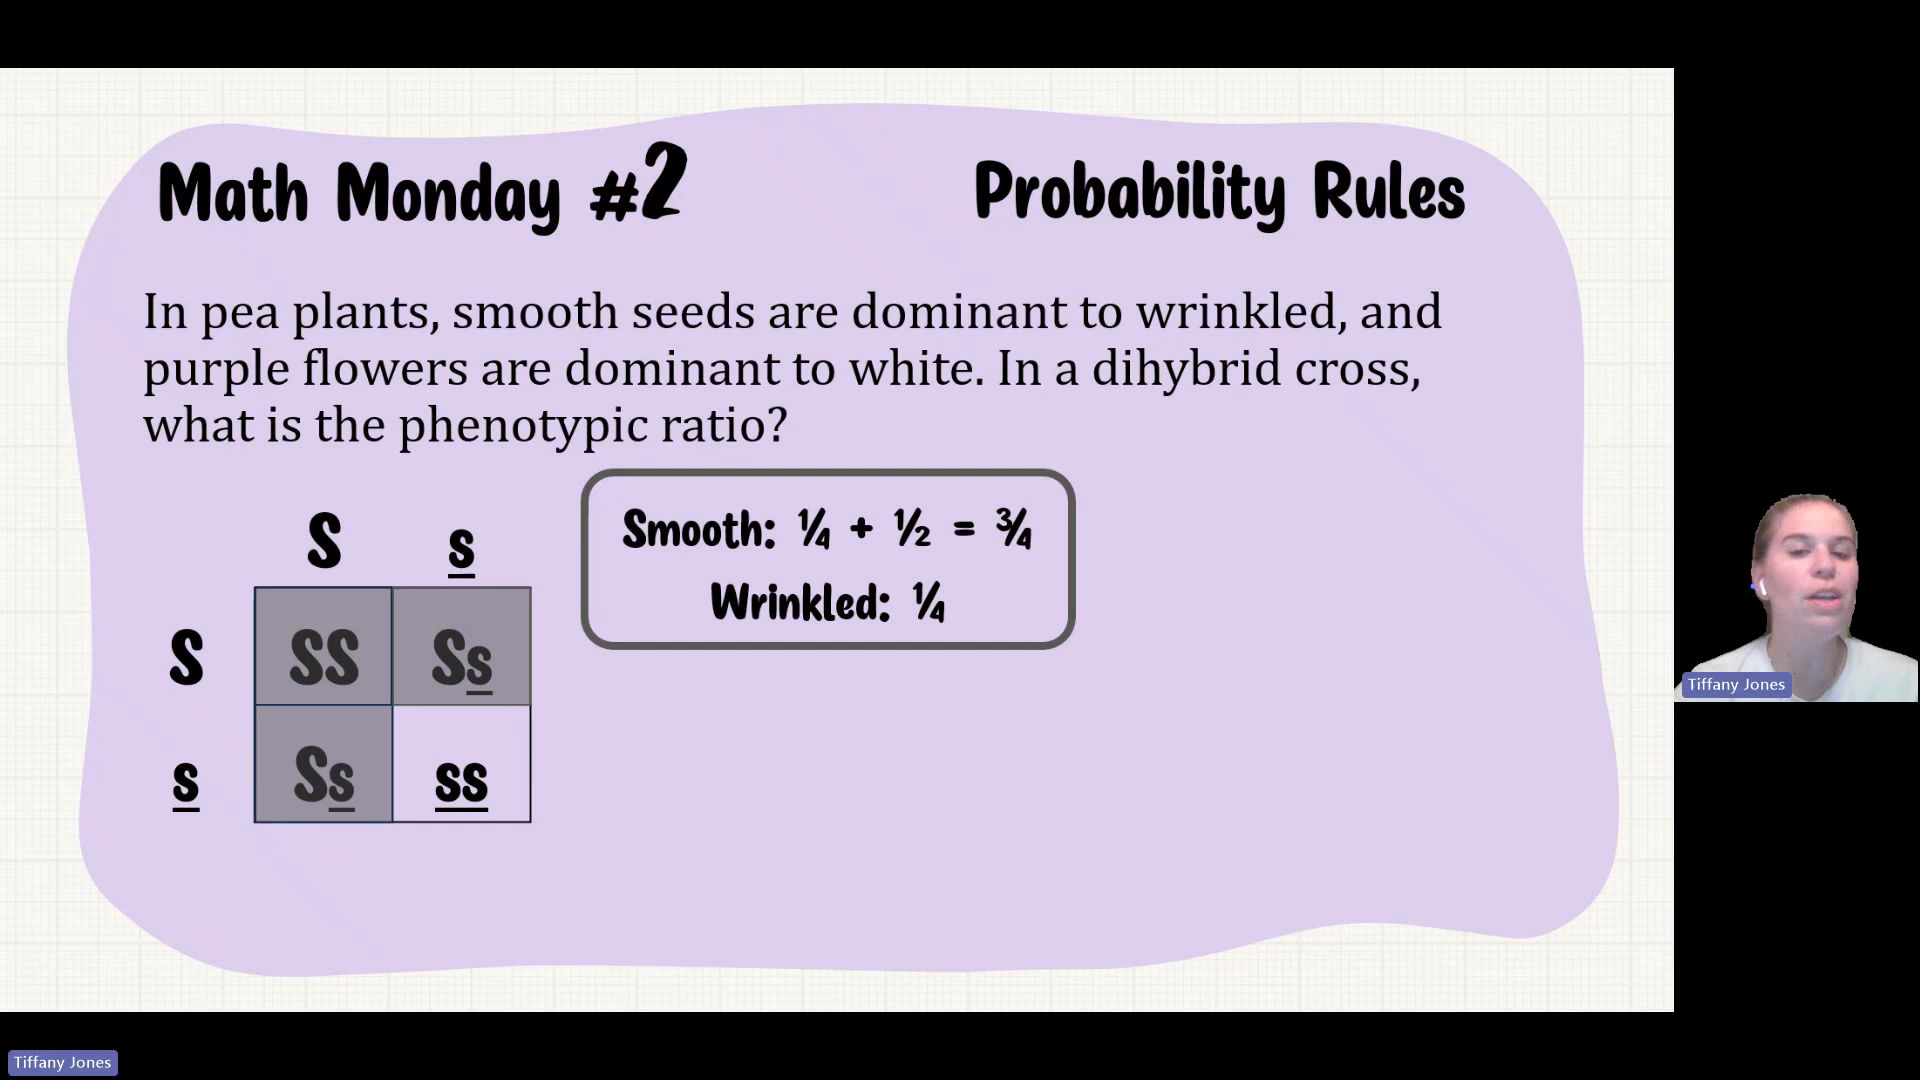 Math Monday #2
Probability Rules
In pea plants, smooth seeds are dominant to wrinkled, and
purple flowers are dominant to white. In a dihybrid cross,
what is the phenotypic ratio?
Smooth: ¼ + ½ = ¾
Wrinkled: ¼
S s
S SS Ss
s Ss ss
Tiffany Jones
Tiffany Jones